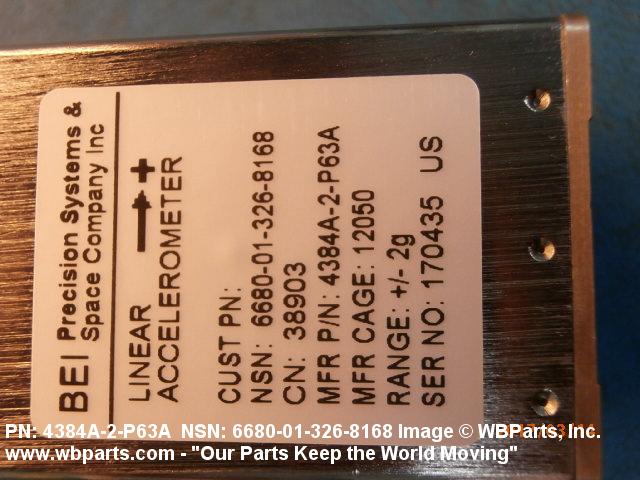 BEI Precision Systems &
Space Company Inc
LINEAR
ACCELEROMETER +
CUST PN:
NSN: 6680-01-326-8168
CN: 38903
MFR P/N: 4384A-2-P63A
MFR CAGE: 12050
RANGE: +/- 2g
SER NO: 170435 US
PN: 4384A-2-P63A NSN: 6680-01-326-8168 Image © WBParts, Inc.
www.wbparts.com - "Our Parts Keep the World Moving"